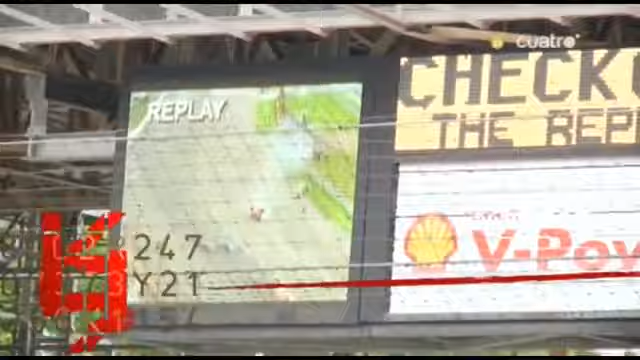 cuatro
REPLAY
CHECK
THE REP
V-Pow
247
Y21